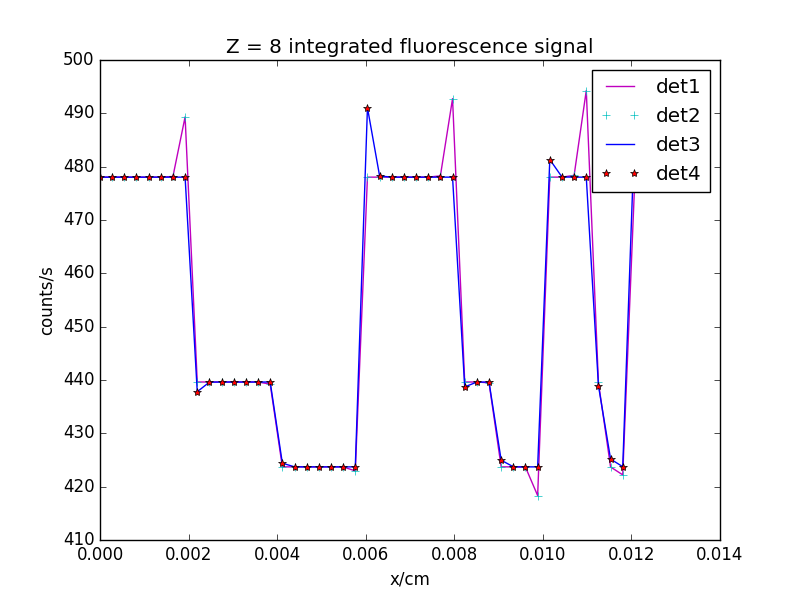 Z = 8 integrated fluorescence signal
500
490
480
470
460
450
440
430
420
410
counts/s
det1
det2
det3
det4
0.000 0.002 0.004 0.006 0.008 0.010 0.012 0.014
x/cm